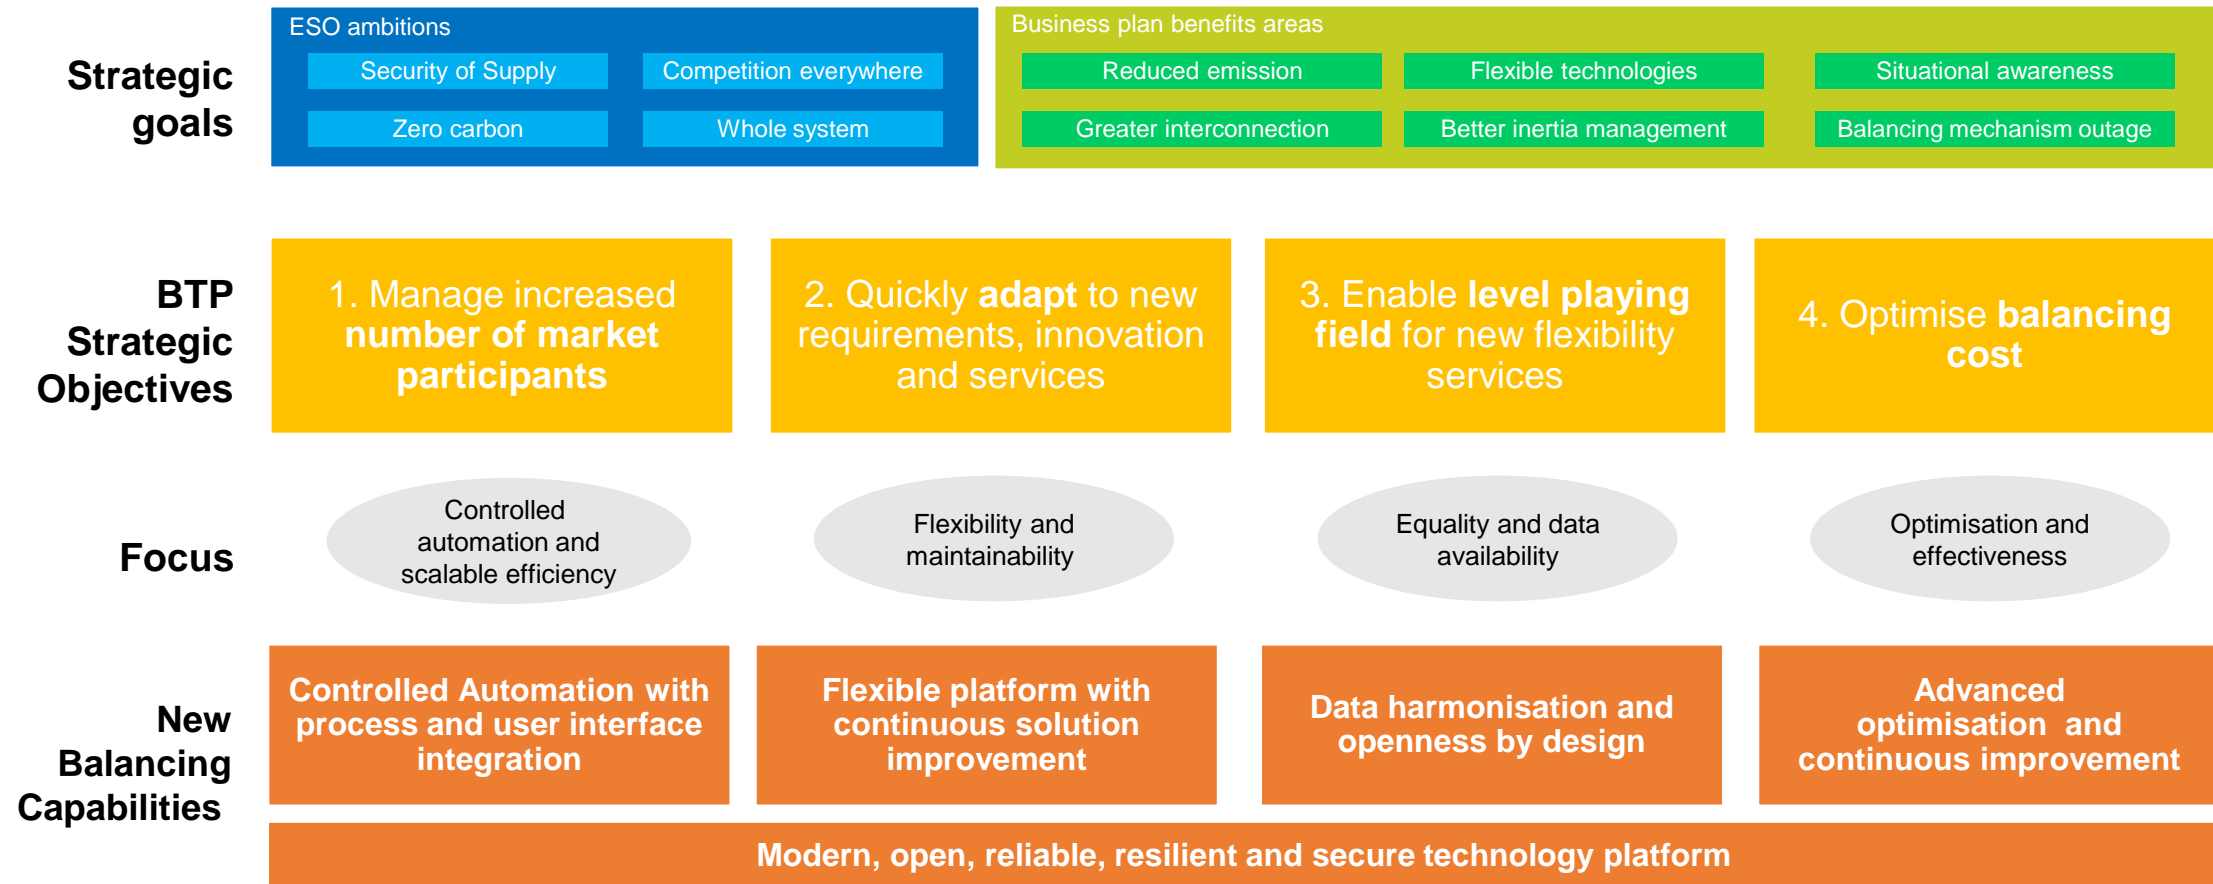 Strategic
goals
ESO ambitions
Security of Supply
Competition everywhere
Zero carbon
Whole system
Business plan benefits areas
Reduced emission
Flexible technologies
Situational awareness
Greater interconnection
Better inertia management
Balancing mechanism outage
BTP
Strategic
Objectives
1. Manage increased
number of market
participants
2. Quickly adapt to new
requirements, innovation
and services
3. Enable level playing
field for new flexibility
services
4. Optimise balancing
cost
Focus
Controlled
automation and
scalable efficiency
Flexibility and
maintainability
Equality and data
availability
Optimisation and
effectiveness
New
Balancing
Capabilities
Controlled Automation with
process and user interface
integration
Flexible platform with
continuous solution
improvement
Data harmonisation and
openness by design
Advanced
optimisation and
continuous improvement
Modern, open, reliable, resilient and secure technology platform